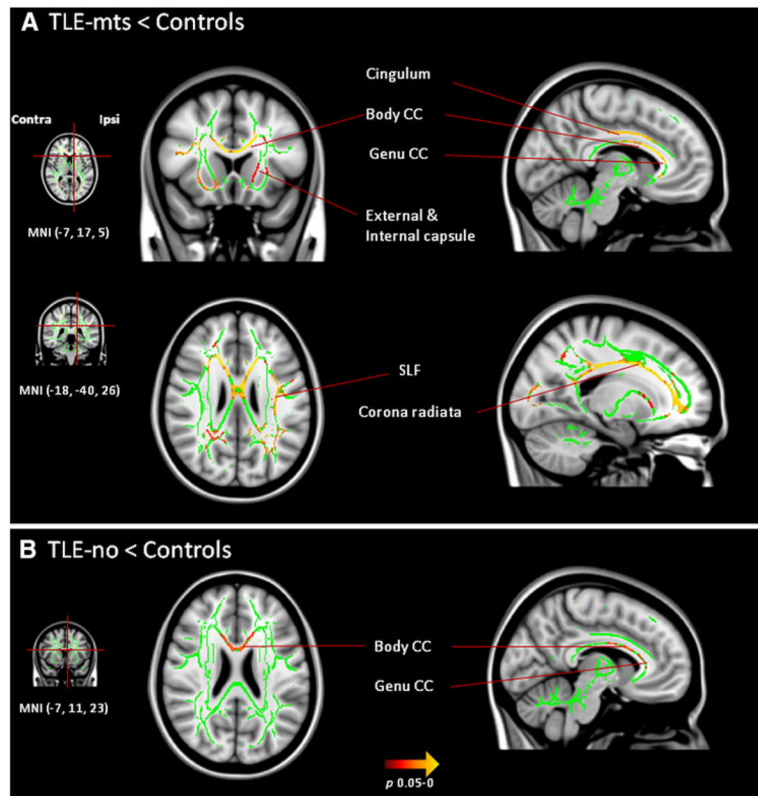 A TLE-mts < Controls
Cingulum
Body CC
Contra Ipsi
Genu CC
External &
Internal capsule
MNI (-7, 17, 5)
SLF
MNI (-18, -40, 26)
Corona radiata
B TLE-no < Controls
Body CC
Genu CC
MNI (-7, 11, 23)
p 0.05-0